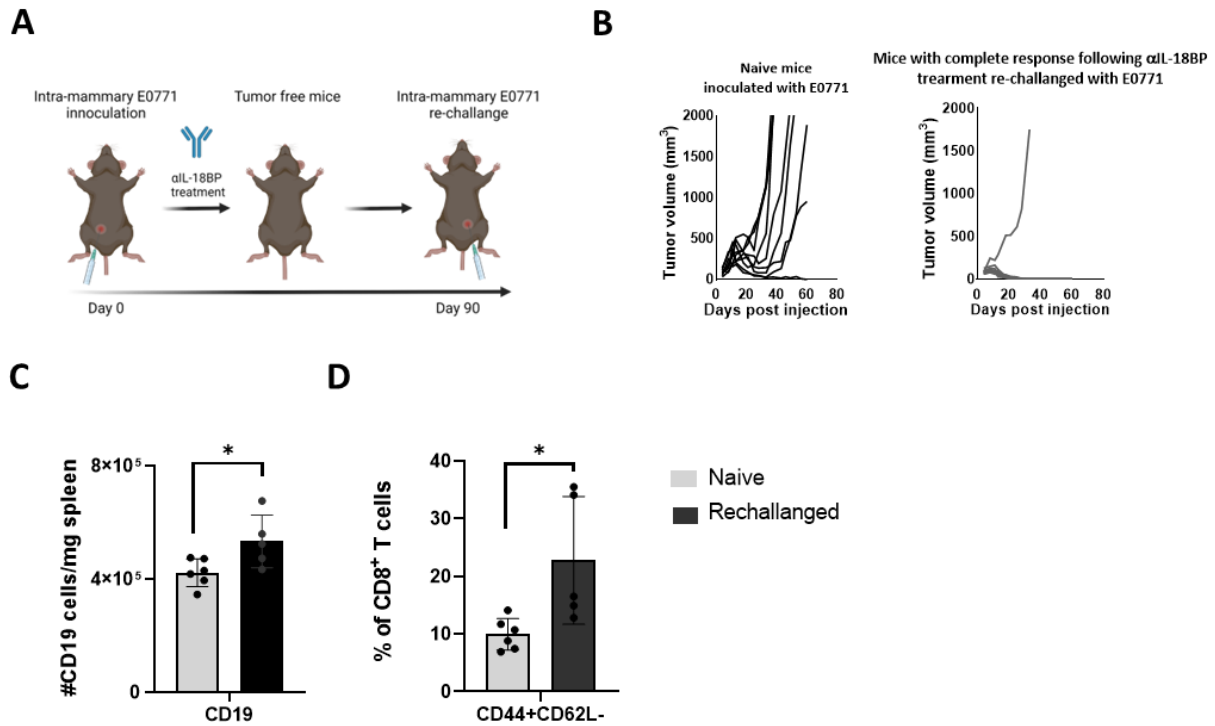 A
Intra-mammary E0771
innoculation
Tumor free mice
Intra-mammary E0771
re-challange
αIL-18BP
treatment
Day 0
Day 90
B
Naive mice
inoculated with E0771
Mice with complete response following αIL-18BP
trearment re-challanged with E0771
Tumor volume (mm³)
2000
1500
1000
500
0
0 20 40 60 80
Days post injection
Tumor volume (mm³)
2000
1500
1000
500
0
0 20 40 60 80
Days post injection
C
#CD19 cells/mg spleen
8×10⁵
4×10⁵
0
*
CD19
D
% of CD8⁺ T cells
40
30
20
10
0
*
CD44+CD62L-
Naive
Rechallanged